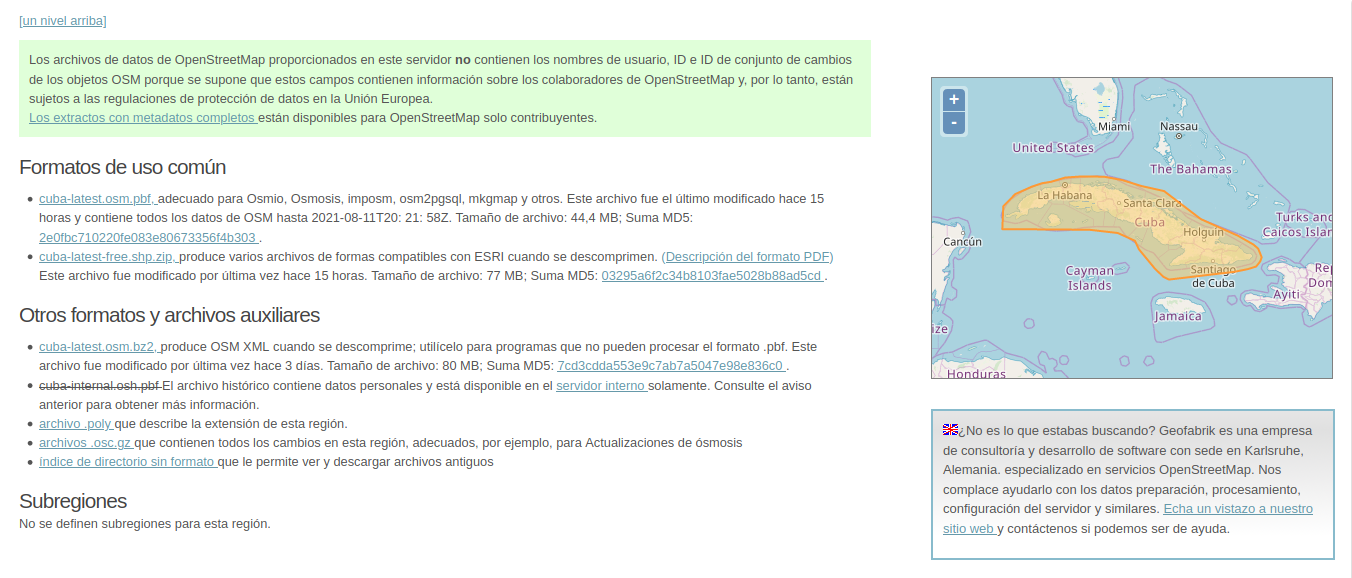 [un nivel arriba]
Los archivos de datos de OpenStreetMap proporcionados en este servidor no contienen los nombres de usuario, ID e ID de conjunto de cambios
de los objetos OSM porque se supone que estos campos contienen información sobre los colaboradores de OpenStreetMap y, por lo tanto, están
sujetos a las regulaciones de protección de datos en la Unión Europea.
Los extractos con metadatos completos están disponibles para OpenStreetMap solo contribuyentes.
Formatos de uso común
cuba-latest.osm.pbf, adecuado para Osmio, Osmosis, imposm, osm2pgsql, mkgmap y otros. Este archivo fue el último modificado hace 15
horas y contiene todos los datos de OSM hasta 2021-08-11T20: 21: 58Z. Tamaño de archivo: 44,4 MB; Suma MD5:
2e0fbc710220fe083e80673356f4b303 .
cuba-latest-free.shp.zip, produce varios archivos de formas compatibles con ESRI cuando se descomprimen. (Descripción del formato PDF)
Este archivo fue modificado por última vez hace 15 horas. Tamaño de archivo: 77 MB; Suma MD5: 03295a6f2c34b8103fae5028b88ad5cd .
Otros formatos y archivos auxiliares
cuba-latest.osm.bz2, produce OSM XML cuando se descomprime; utilícelo para programas que no pueden procesar el formato .pbf. Este
archivo fue modificado por última vez hace 3 días. Tamaño de archivo: 80 MB; Suma MD5: 7cd3cdda553e9c7ab7a5047e98e836c0 .
cuba-internal.osh.pbf El archivo histórico contiene datos personales y está disponible en el servidor interno solamente. Consulte el aviso
anterior para obtener más información.
archivo .poly que describe la extensión de esta región.
archivos .osc.gz que contienen todos los cambios en esta región, adecuados, por ejemplo, para Actualizaciones de ósmosis
índice de directorio sin formato que le permite ver y descargar archivos antiguos
Subregiones
No se definen subregiones para esta región.
+
-
Miami
Nassau
United States
The Bahamas
La Habana
Santa Clara
Cuba
Holguín
Turks and
Caicos Islan
Cancún
Cayman
Islands
Santiago
de Cuba
Rep
Dom
Ayiti
Jamaica
ize
Honduras
¿No es lo que estabas buscando? Geofabrik es una empresa
de consultoría y desarrollo de software con sede en Karlsruhe,
Alemania. especializado en servicios OpenStreetMap. Nos
complace ayudarlo con los datos preparación, procesamiento,
configuración del servidor y similares. Echa un vistazo a nuestro
sitio web y contáctenos si podemos ser de ayuda.